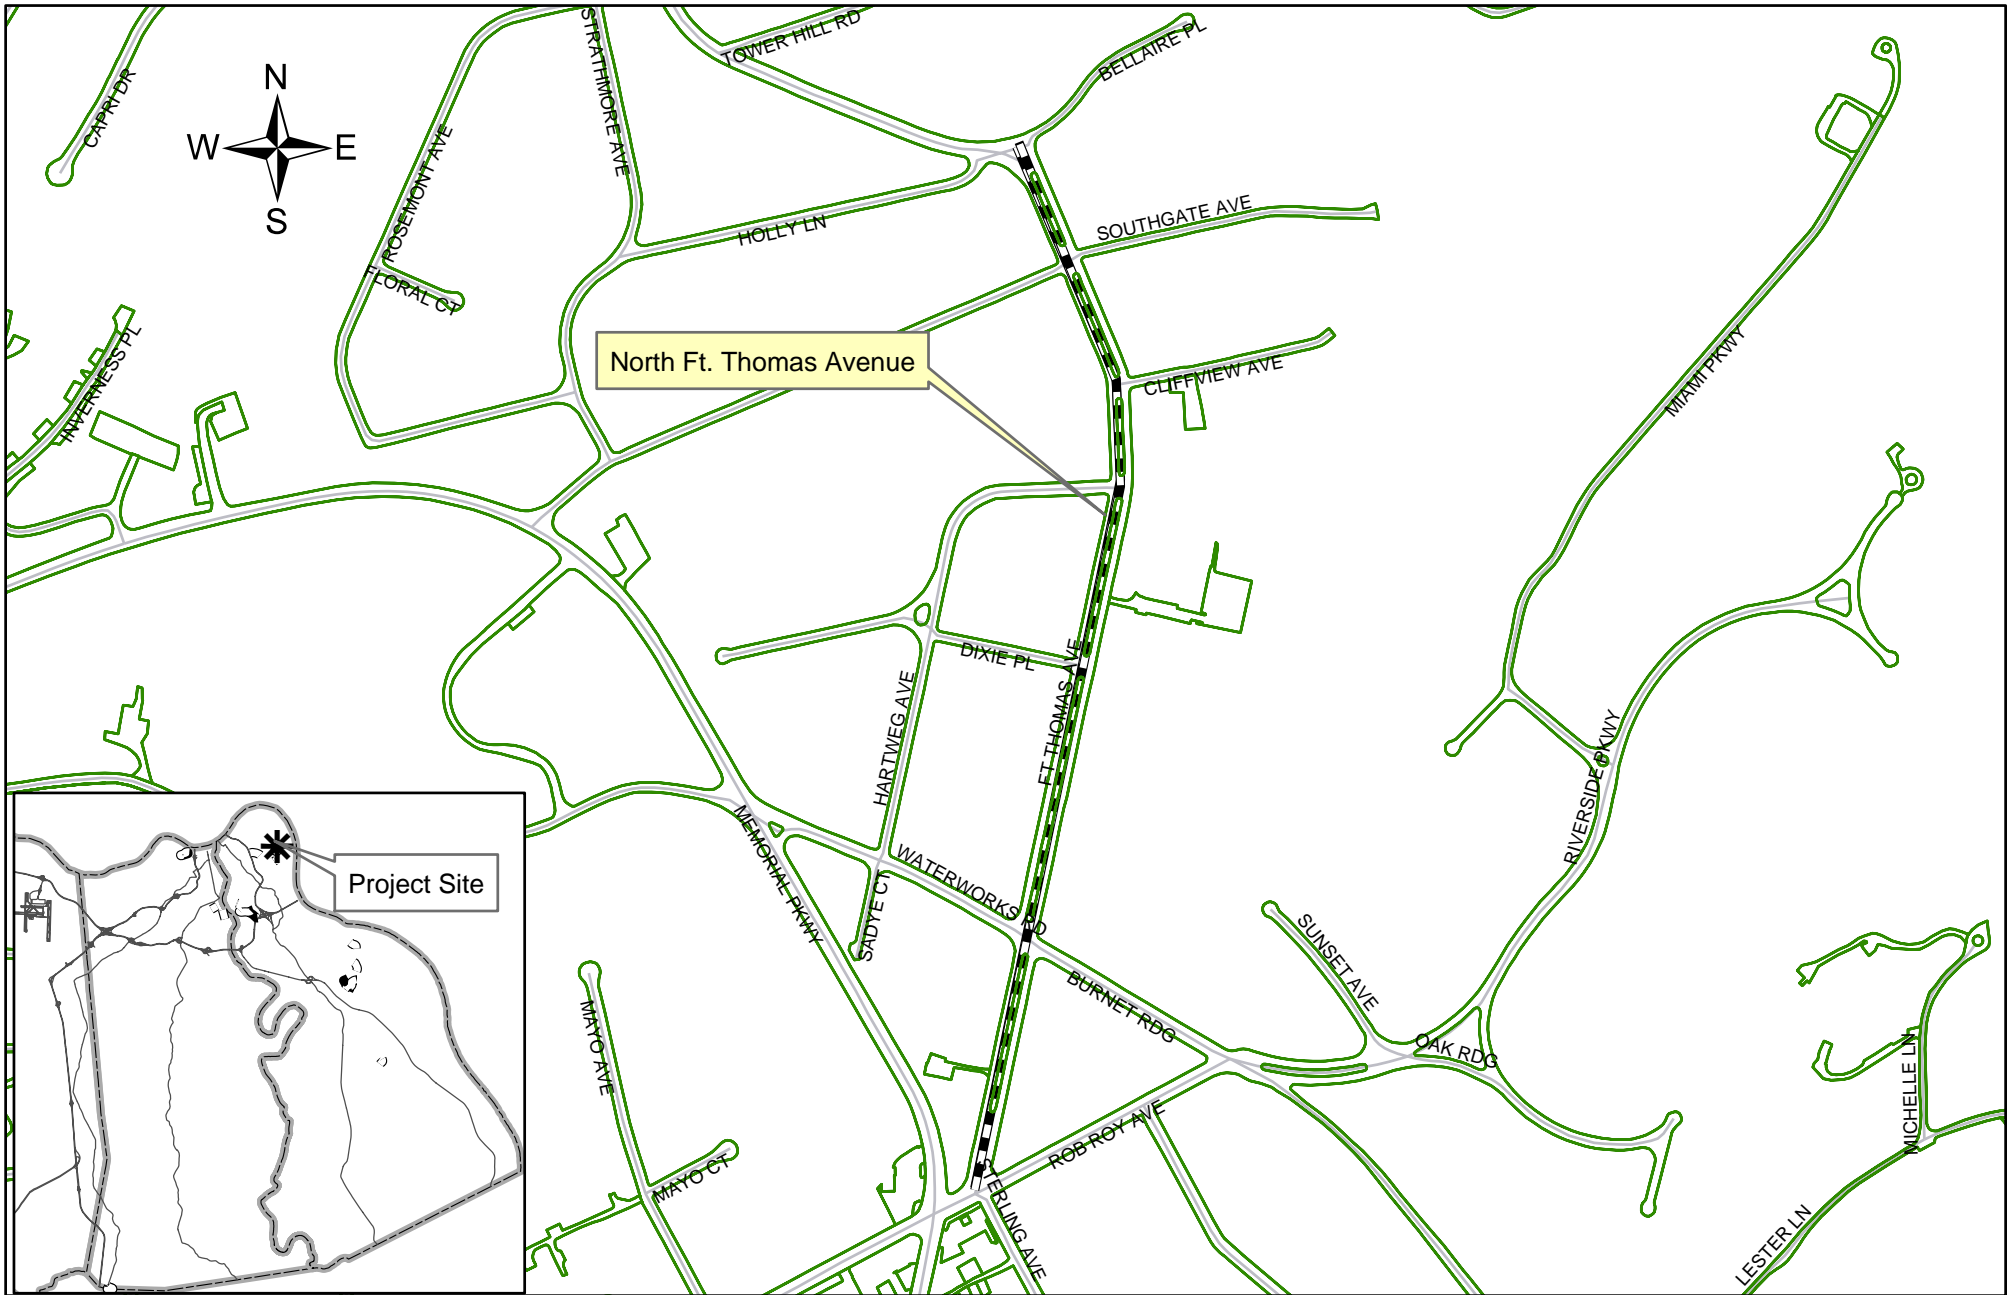 STRATHMORE AVE
TOWER HILL RD
BELLAIRE PL
CAPRI DR
N
W
E
S
ROSEMONT AVE
HOLLY LN
SOUTHGATE AVE
FLORAL CT
INVERNESS PL
North Ft. Thomas Avenue
CLIFFVIEW AVE
MIAMI PKWY
DIXIE PL
FT THOMAS AVE
HARTWEG AVE
RIVERSIDE PKWY
MEMORIAL PKWY
WATERWORKS RD
SADYE CT
Project Site
SUNSET AVE
BURNET RDG
OAK RDG
MAYO AVE
MICHELLE LN
ROB ROY AVE
MAYO CT
STERLING AVE
LESTER LN